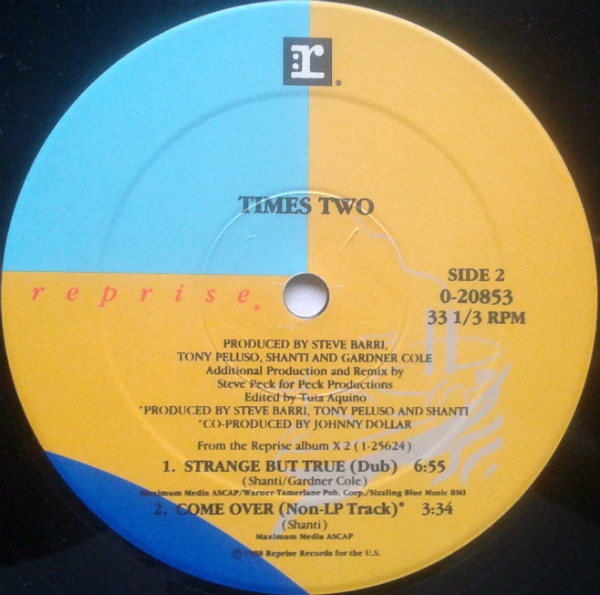 r
TIMES TWO
reprise
SIDE 2
0-20853
33 1/3 RPM
PRODUCED BY STEVE BARRI,
TONY PELUSO, SHANTI AND GARDNER COLE
Additional Production and Remix by
Steve Peck for Peck Productions
Edited by Tuta Aquino
*PRODUCED BY STEVE BARRI, TONY PELUSO AND SHANTI
*CO-PRODUCED BY JOHNNY DOLLAR
From the Reprise album X 2 (1-25624)
1. STRANGE BUT TRUE (Dub) 6:55
(Shanti/Gardner Cole)
Maximum Media ASCAP/Warner-Tamerlane Pub. Corp./Sizzling Blue Music BMI
2. COME OVER (Non-LP Track)* 3:34
(Shanti)
Maximum Media ASCAP
℗1988 Reprise Records for the U.S.